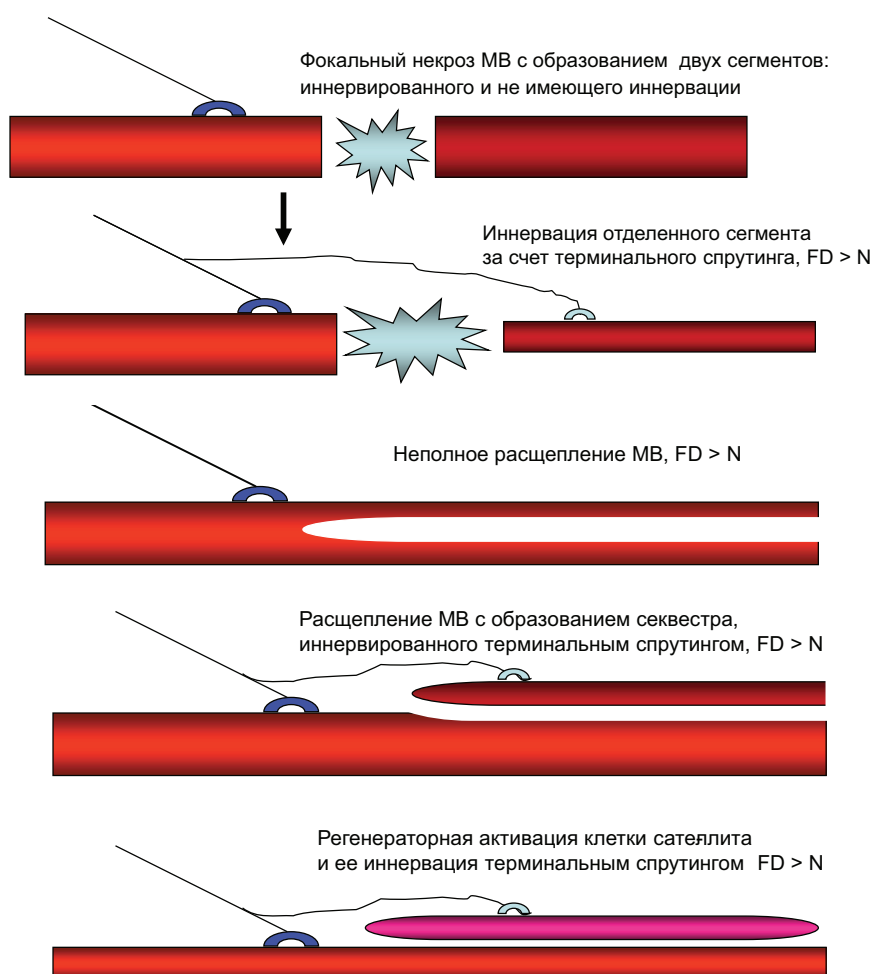 Фокальный некроз МВ с образованием двух сегментов:
иннервированного и не имеющего иннервации
Иннервация отделенного сегмента
за счет терминального спрутинга, FD > N
Неполное расщепление МВ, FD > N
Расщепление МВ с образованием секвестра,
иннервированного терминальным спрутингом, FD > N
Регенераторная активация клетки сателлита
и ее иннервация терминальным спрутингом FD > N